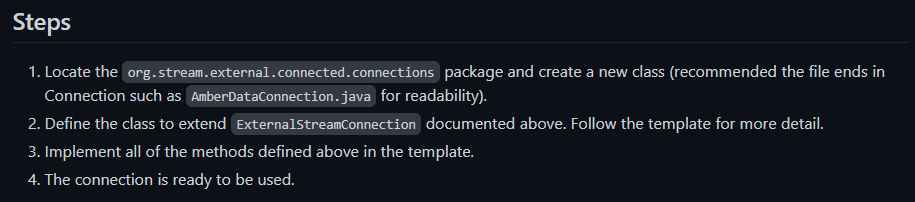 Steps
1. Locate the org.stream.external.connected.connections package and create a new class (recommended the file ends in
Connection such as AmberDataConnection.java for readability).
2. Define the class to extend ExternalStreamConnection documented above. Follow the template for more detail.
3. Implement all of the methods defined above in the template.
4. The connection is ready to be used.